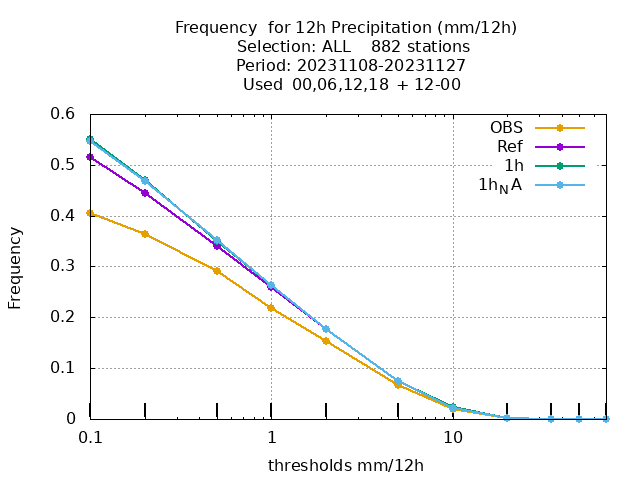 Frequency  for 12h Precipitation (mm/12h)
Selection: ALL    882 stations
Period: 20231108-20231127
Used  00,06,12,18  + 12-00
0.6
0.5
0.4
0.3
0.2
0.1
0
Frequency
OBS
Ref
1h
1h_NA
0.1 1 10
thresholds mm/12h